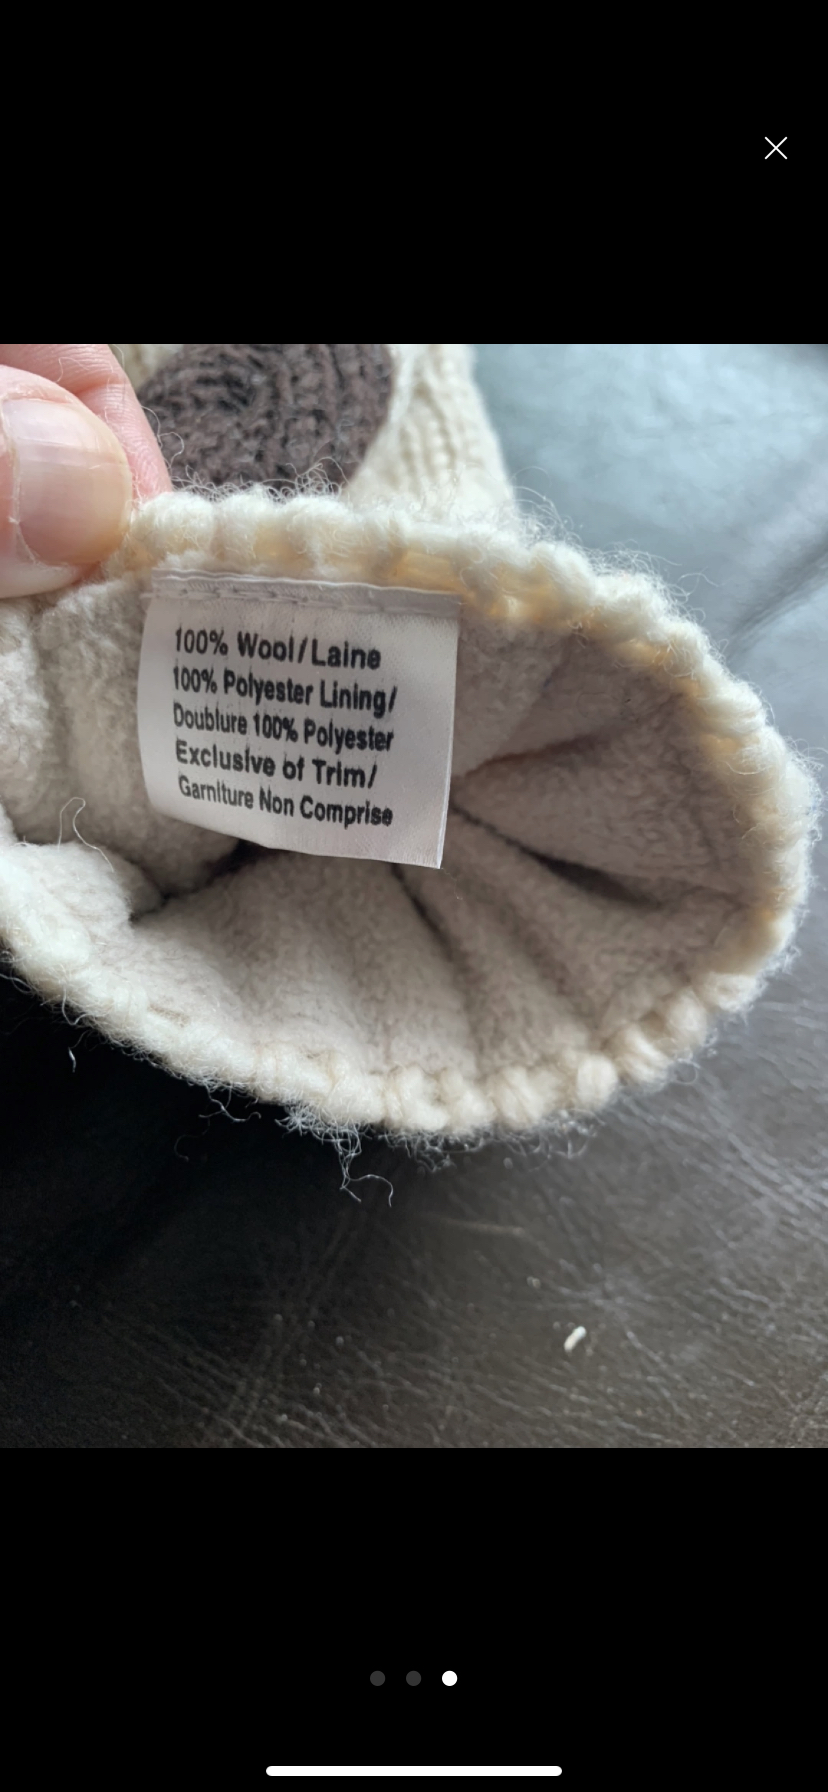 100% Wool/Laine
100% Polyester Lining/
Doublure 100% Polyester
Exclusive of Trim/
Garniture Non Comprise